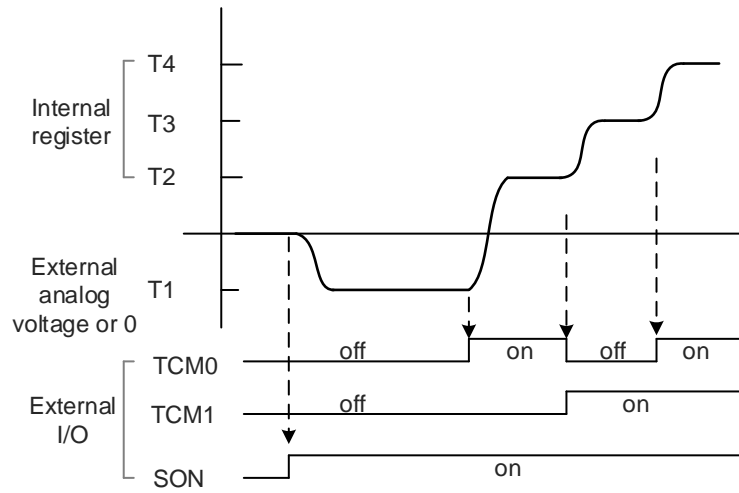 T4
Internal
register
T3
T2
External
analog
voltage or 0
T1
TCM0
off
on
off
on
External
I/O
TCM1
off
on
SON
on